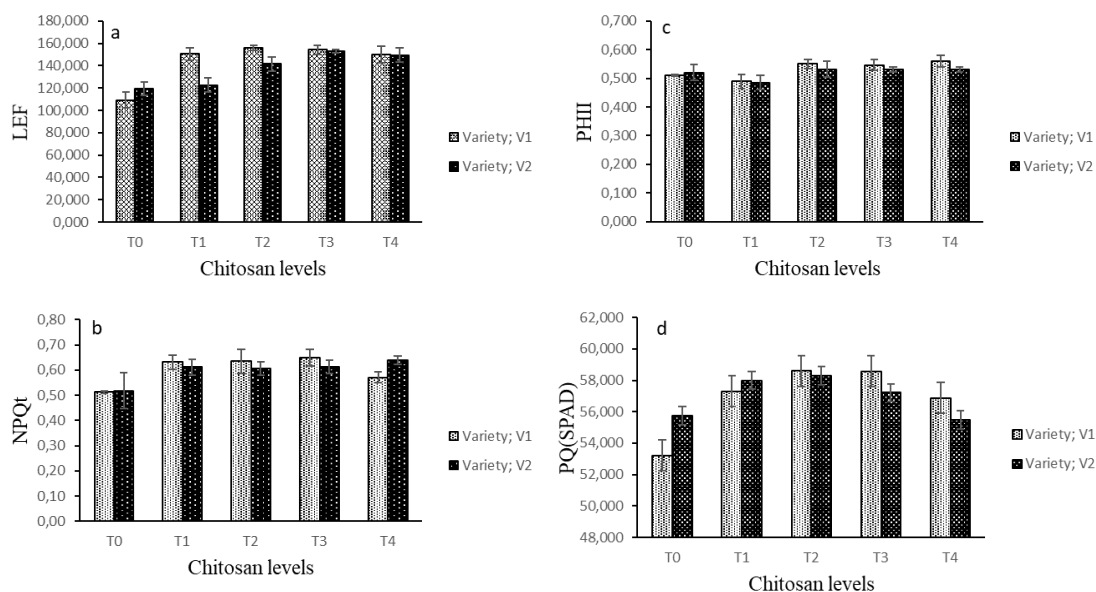 a
LEF
180,000
160,000
140,000
120,000
100,000
80,000
60,000
40,000
20,000
0,000
T0 T1 T2 T3 T4
Chitosan levels
Variety; V1
Variety; V2
c
PHII
0,700
0,600
0,500
0,400
0,300
0,200
0,100
0,000
T0 T1 T2 T3 T4
Chitosan levels
Variety; V1
Variety; V2
b
NPQt
0,80
0,70
0,60
0,50
0,40
0,30
0,20
0,10
0,00
T0 T1 T2 T3 T4
Chitosan levels
Variety; V1
Variety; V2
d
PQ(SPAD)
62,000
60,000
58,000
56,000
54,000
52,000
50,000
48,000
T0 T1 T2 T3 T4
Chitosan levels
Variety; V1
Variety; V2